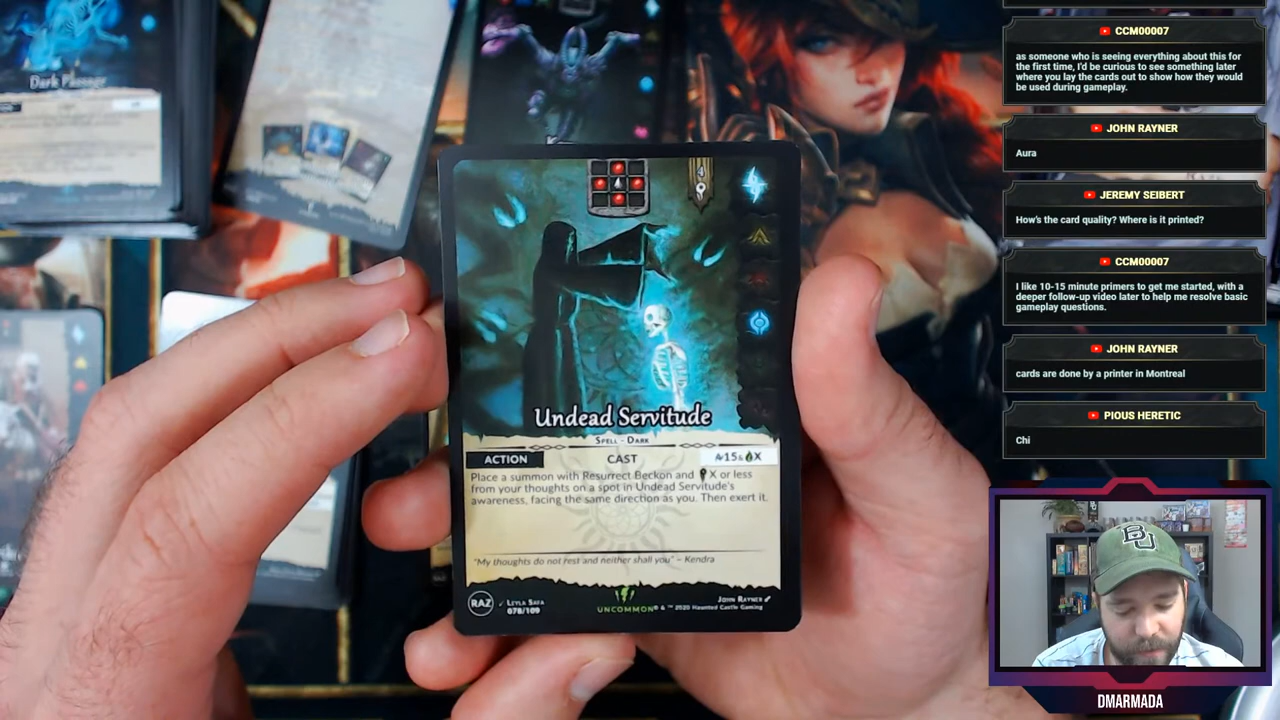 Dark Passage
Undead Servitude
SPELL - DARK
ACTION
CAST
15 & X
Place a summon with Resurrect Beckon and X or less
from your thoughts on a spot in Undead Servitude's
awareness, facing the same direction as you. Then exert it.
"My thoughts do not rest and neither shall you" – Kendra
RAZ
LEYLA SAFA
078/109
UNCOMMON
JOHN RAYNER
© & ™ 2020 Haunted Castle Gaming
4
CCM00007
as someone who is seeing everything about this for
the first time, I'd be curious to see something later
where you lay the cards out to show how they would
be used during gameplay.
JOHN RAYNER
Aura
JEREMY SEIBERT
How's the card quality? Where is it printed?
CCM00007
I like 10-15 minute primers to get me started, with a
deeper follow-up video later to help me resolve basic
gameplay questions.
JOHN RAYNER
cards are done by a printer in Montreal
PIOUS HERETIC
Chi
BU
DMARMADA